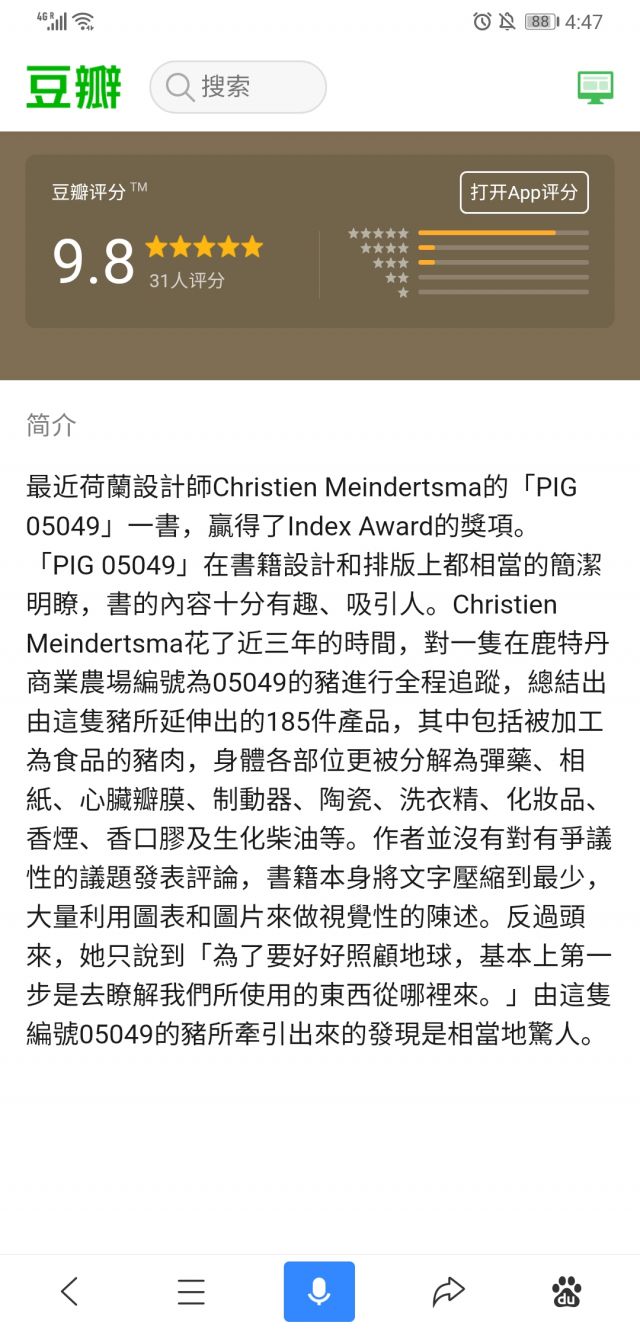 4G R 88 4:47
豆瓣 搜索
豆瓣评分 TM 打开App评分
9.8
31人评分
简介
最近荷蘭設計師Christien Meindertsma的「PIG
05049」一書，贏得了Index Award的獎項。
「PIG 05049」在書籍設計和排版上都相當的簡潔
明瞭，書的內容十分有趣、吸引人。Christien
Meindertsma花了近三年的時間，對一隻在鹿特丹
商業農場編號為05049的豬進行全程追蹤，總結出
由這隻豬所延伸出的185件產品，其中包括被加工
為食品的豬肉，身體各部位更被分解為彈藥、相
紙、心臟瓣膜、制動器、陶瓷、洗衣精、化妝品、
香煙、香口膠及生化柴油等。作者並沒有對有爭議
性的議題發表評論，書籍本身將文字壓縮到最少，
大量利用圖表和圖片來做視覺性的陳述。反過頭
來，她只說到「為了要好好照顧地球，基本上第一
步是去瞭解我們所使用的東西從哪裡來。」由這隻
編號05049的豬所牽引出來的發現是相當地驚人。
du